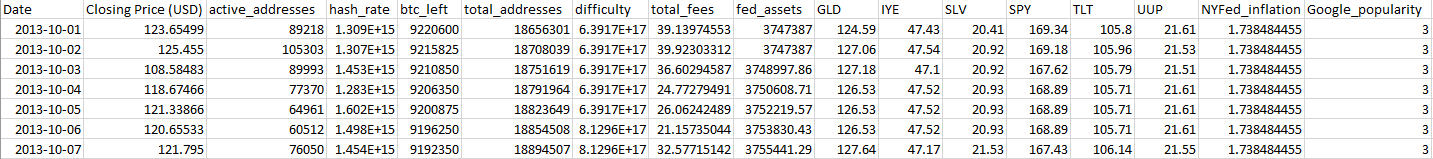 Date Closing Price (USD) active_addresses hash_rate btc_left total_addresses difficulty total_fees fed_assets GLD IYE SLV SPY TLT UUP NYFed_inflation Google_popularity
2013-10-01 123.65499 89218 1.309E+15 9220600 18656301 6.3917E+17 39.13974553 3747387 124.59 47.43 20.41 169.34 105.8 21.61 1.738484455 3
2013-10-02 125.455 105303 1.307E+15 9215825 18708039 6.3917E+17 39.92303312 3747387 127.06 47.54 20.92 169.18 105.96 21.53 1.738484455 3
2013-10-03 108.58483 89993 1.453E+15 9210850 18751619 6.3917E+17 36.60294587 3748997.86 127.18 47.1 20.92 167.62 105.79 21.51 1.738484455 3
2013-10-04 118.67466 77370 1.283E+15 9206350 18791964 6.3917E+17 24.77279491 3750608.71 126.53 47.52 20.93 168.89 105.71 21.61 1.738484455 3
2013-10-05 121.33866 64961 1.602E+15 9200875 18823649 6.3917E+17 26.06242489 3752219.57 126.53 47.52 20.93 168.89 105.71 21.61 1.738484455 3
2013-10-06 120.65533 60512 1.498E+15 9196250 18854508 8.1296E+17 21.15735044 3753830.43 126.53 47.52 20.93 168.89 105.71 21.61 1.738484455 3
2013-10-07 121.795 76050 1.454E+15 9192350 18894507 8.1296E+17 32.57715142 3755441.29 127.64 47.17 21.53 167.43 106.14 21.55 1.738484455 3